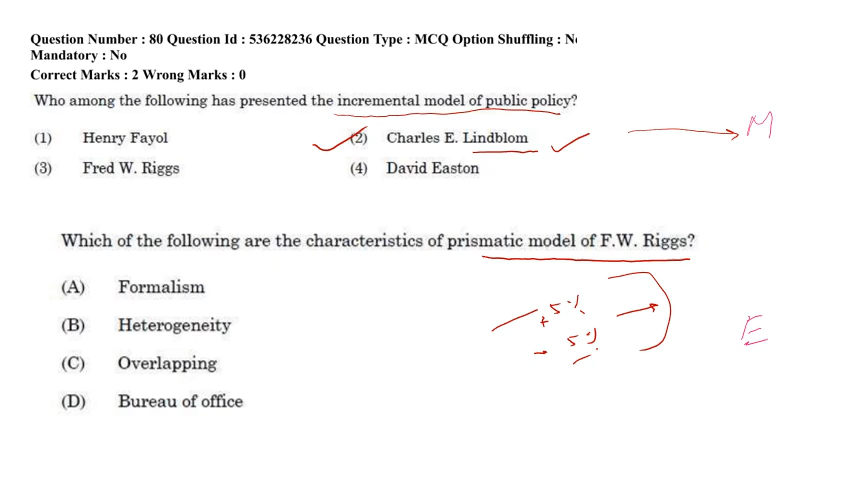 Question Number : 80 Question Id : 536228236 Question Type : MCQ Option Shuffling : No
Mandatory : No
Correct Marks : 2 Wrong Marks : 0
Who among the following has presented the incremental model of public policy?
(1) Henry Fayol (2) Charles E. Lindblom
M
(3) Fred W. Riggs (4) David Easton
Which of the following are the characteristics of prismatic model of F.W. Riggs?
(A) Formalism
+ 5 %
(B) Heterogeneity
E
- 5 %
(C) Overlapping
(D) Bureau of office